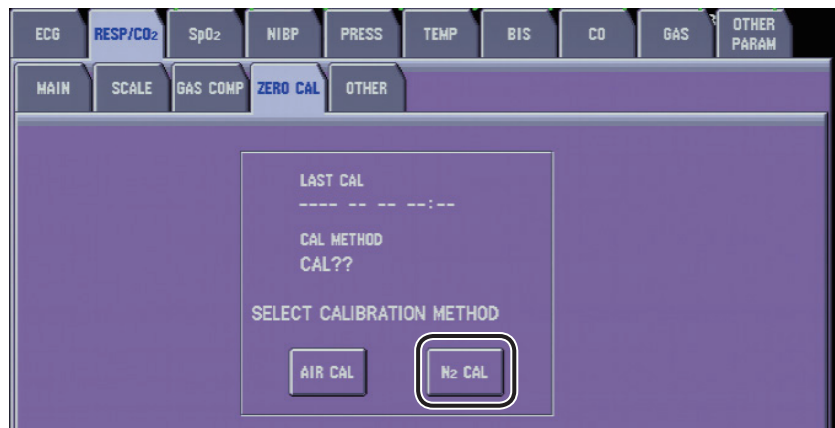 ECG RESP/CO2 SpO2 NIBP PRESS TEMP BIS CO GAS OTHER PARAM
MAIN SCALE GAS COMP ZERO CAL OTHER
LAST CAL
---- -- -- --:--
CAL METHOD
CAL??
SELECT CALIBRATION METHOD
AIR CAL N2 CAL